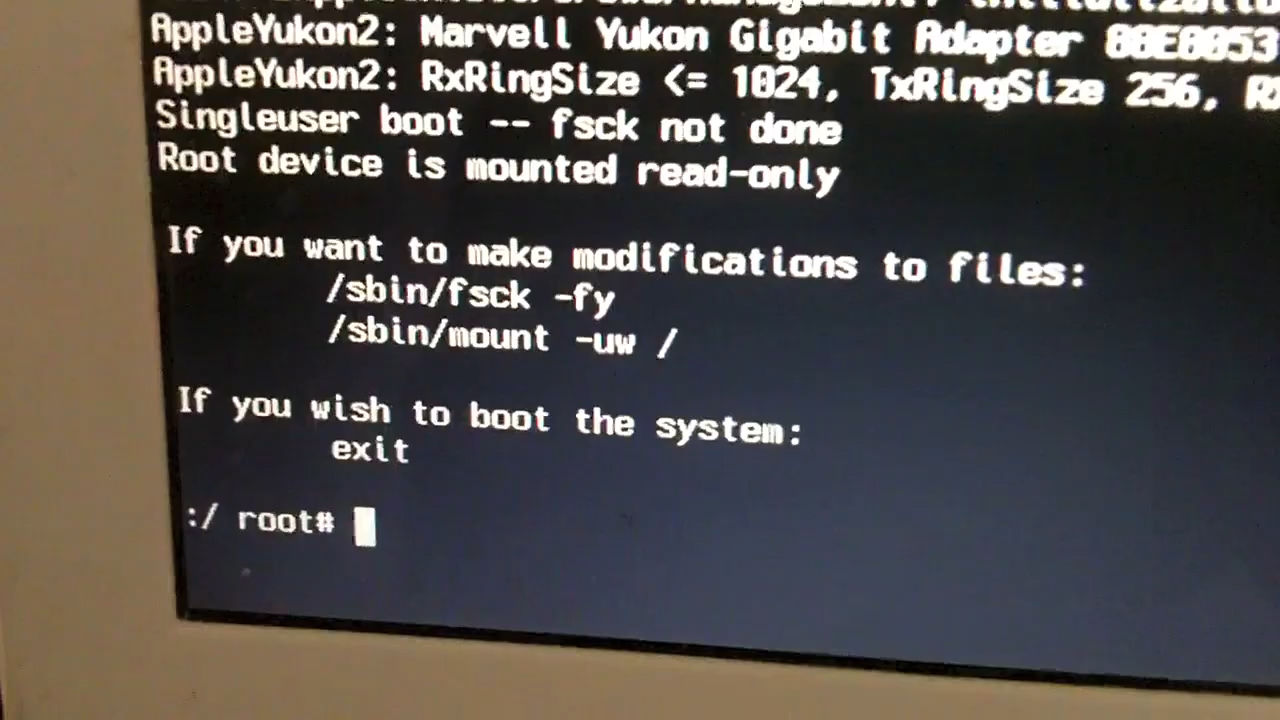 AppleYukon2: Marvell Yukon Gigabit Adapter 88E8053
AppleYukon2: RxRingSize <= 1024, TxRingSize 256,
Singleuser boot -- fsck not done
Root device is mounted read-only
If you want to make modifications to files:
/sbin/fsck -fy
/sbin/mount -uw /
If you wish to boot the system:
exit
:/ root#